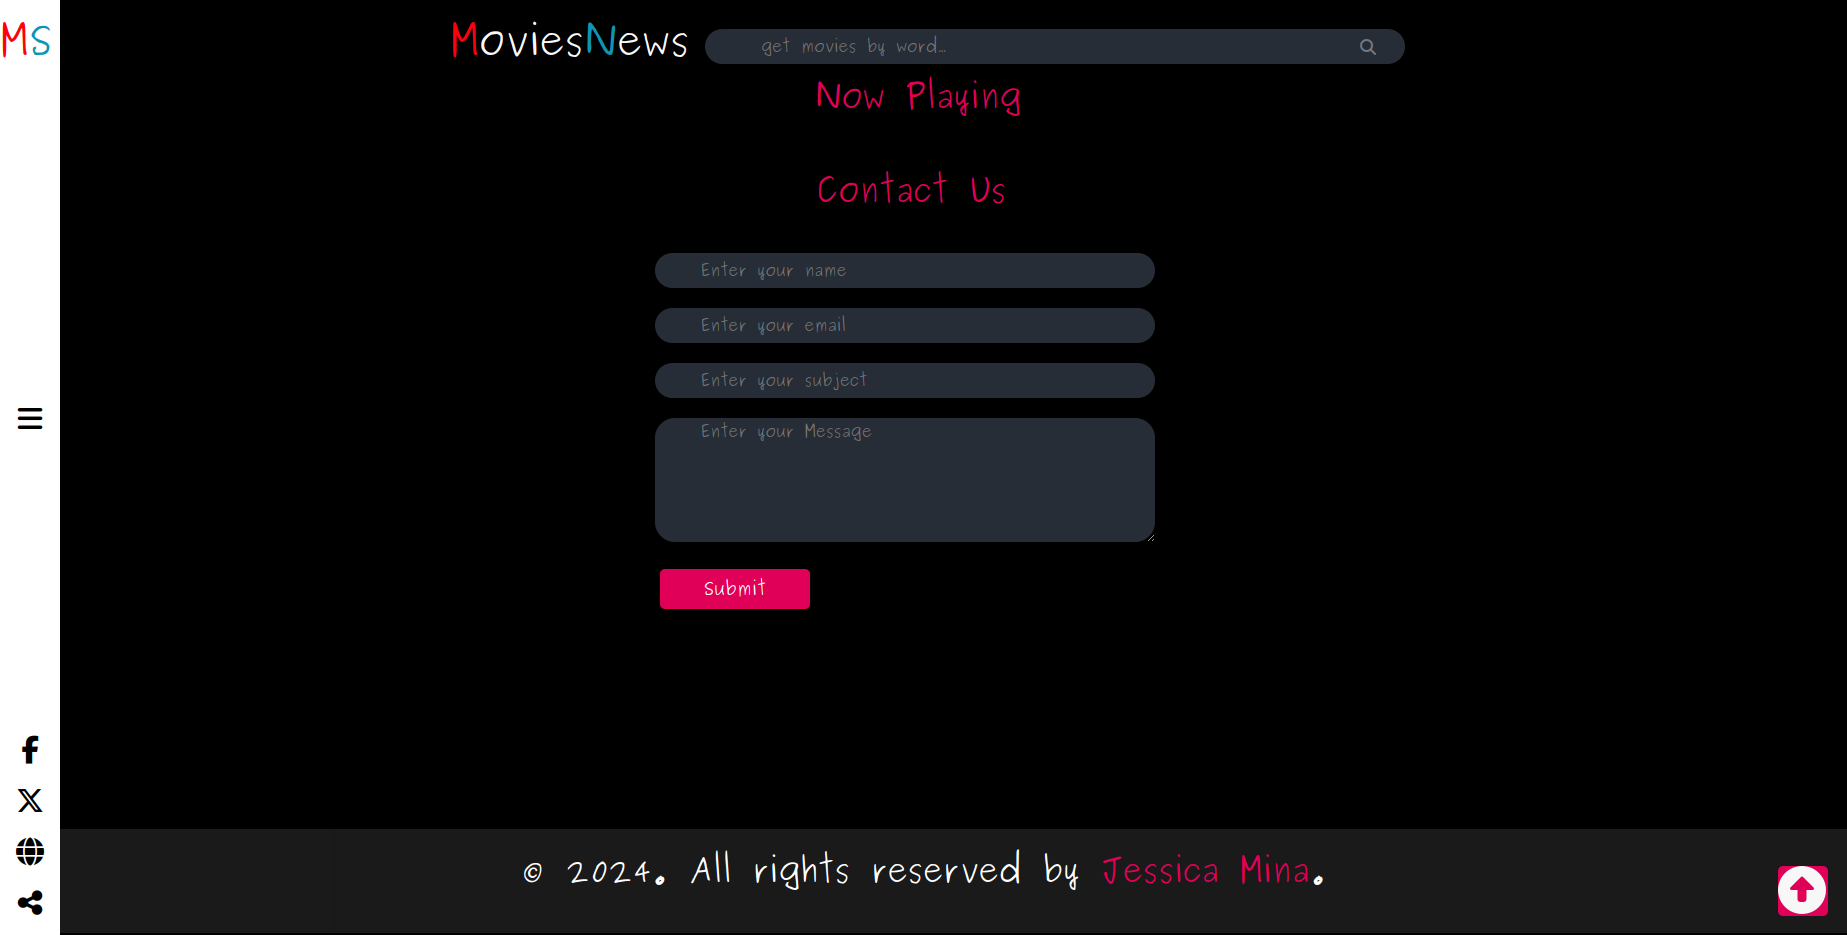 MS
MoviesNews
get movies by word...
Now Playing
Contact Us
Enter your name
Enter your email
Enter your subject
Enter your Message
Submit
© 2024. All rights reserved by Jessica Mina.